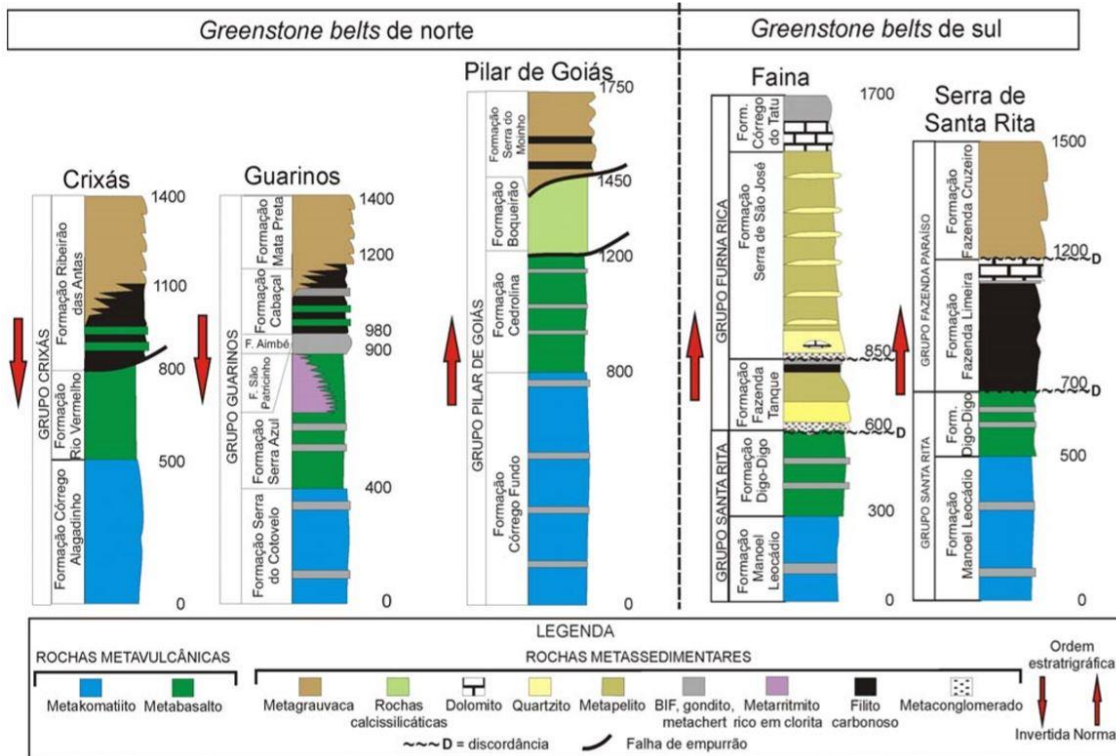 Greenstone belts de norte
Greenstone belts de sul
Crixás
1400
1100
800
500
0
GRUPO CRIXÁS
Formação Ribeirão
das Antas
Formação
Rio Vermelho
Formação Córrego
Alagadinho
Guarinos
1400
1200
980
900
400
0
GRUPO GUARINOS
Formação
Mata Preta
Formação
Cabaçal
F. Aimbé
F. São
Patricinho
Formação
Serra Azul
Formação Serra
do Cotovelo
Pilar de Goiás
1750
1450
1200
800
0
GRUPO PILAR DE GOIÁS
Formação
Serra do
Moinho
Formação
Boqueirão
Formação
Cedrolina
Formação
Córrego Fundo
Faina
1700
850
600
D
300
0
GRUPO FURNA RICA
Form.
Córrego
do Tatu
Formação
Serra de São José
Formação
Fazenda
Tanque
GRUPO SANTA RITA
Formação
Digo-Digo
Formação
Manoel
Leocádio
Serra de
Santa Rita
1500
1200
D
700
D
500
0
GRUPO FAZENDA PARAÍSO
Formação
Fazenda Cruzeiro
Formação
Fazenda Limeira
GRUPO SANTA RITA
Form.
Digo-Digo
Formação
Manoel Leocádio
LEGENDA
ROCHAS METAVULCÂNICAS
Metakomatiito
Metabasalto
ROCHAS METASSEDIMENTARES
Metagrauvaca
Rochas
calcissilicáticas
Dolomito
Quartzito
Metapelito
BIF, gondito,
metachert
Metarritmito
rico em clorita
Filito
carbonoso
Metaconglomerado
D = discordância
Falha de empurrão
Ordem
estratigráfica
Invertida Normal